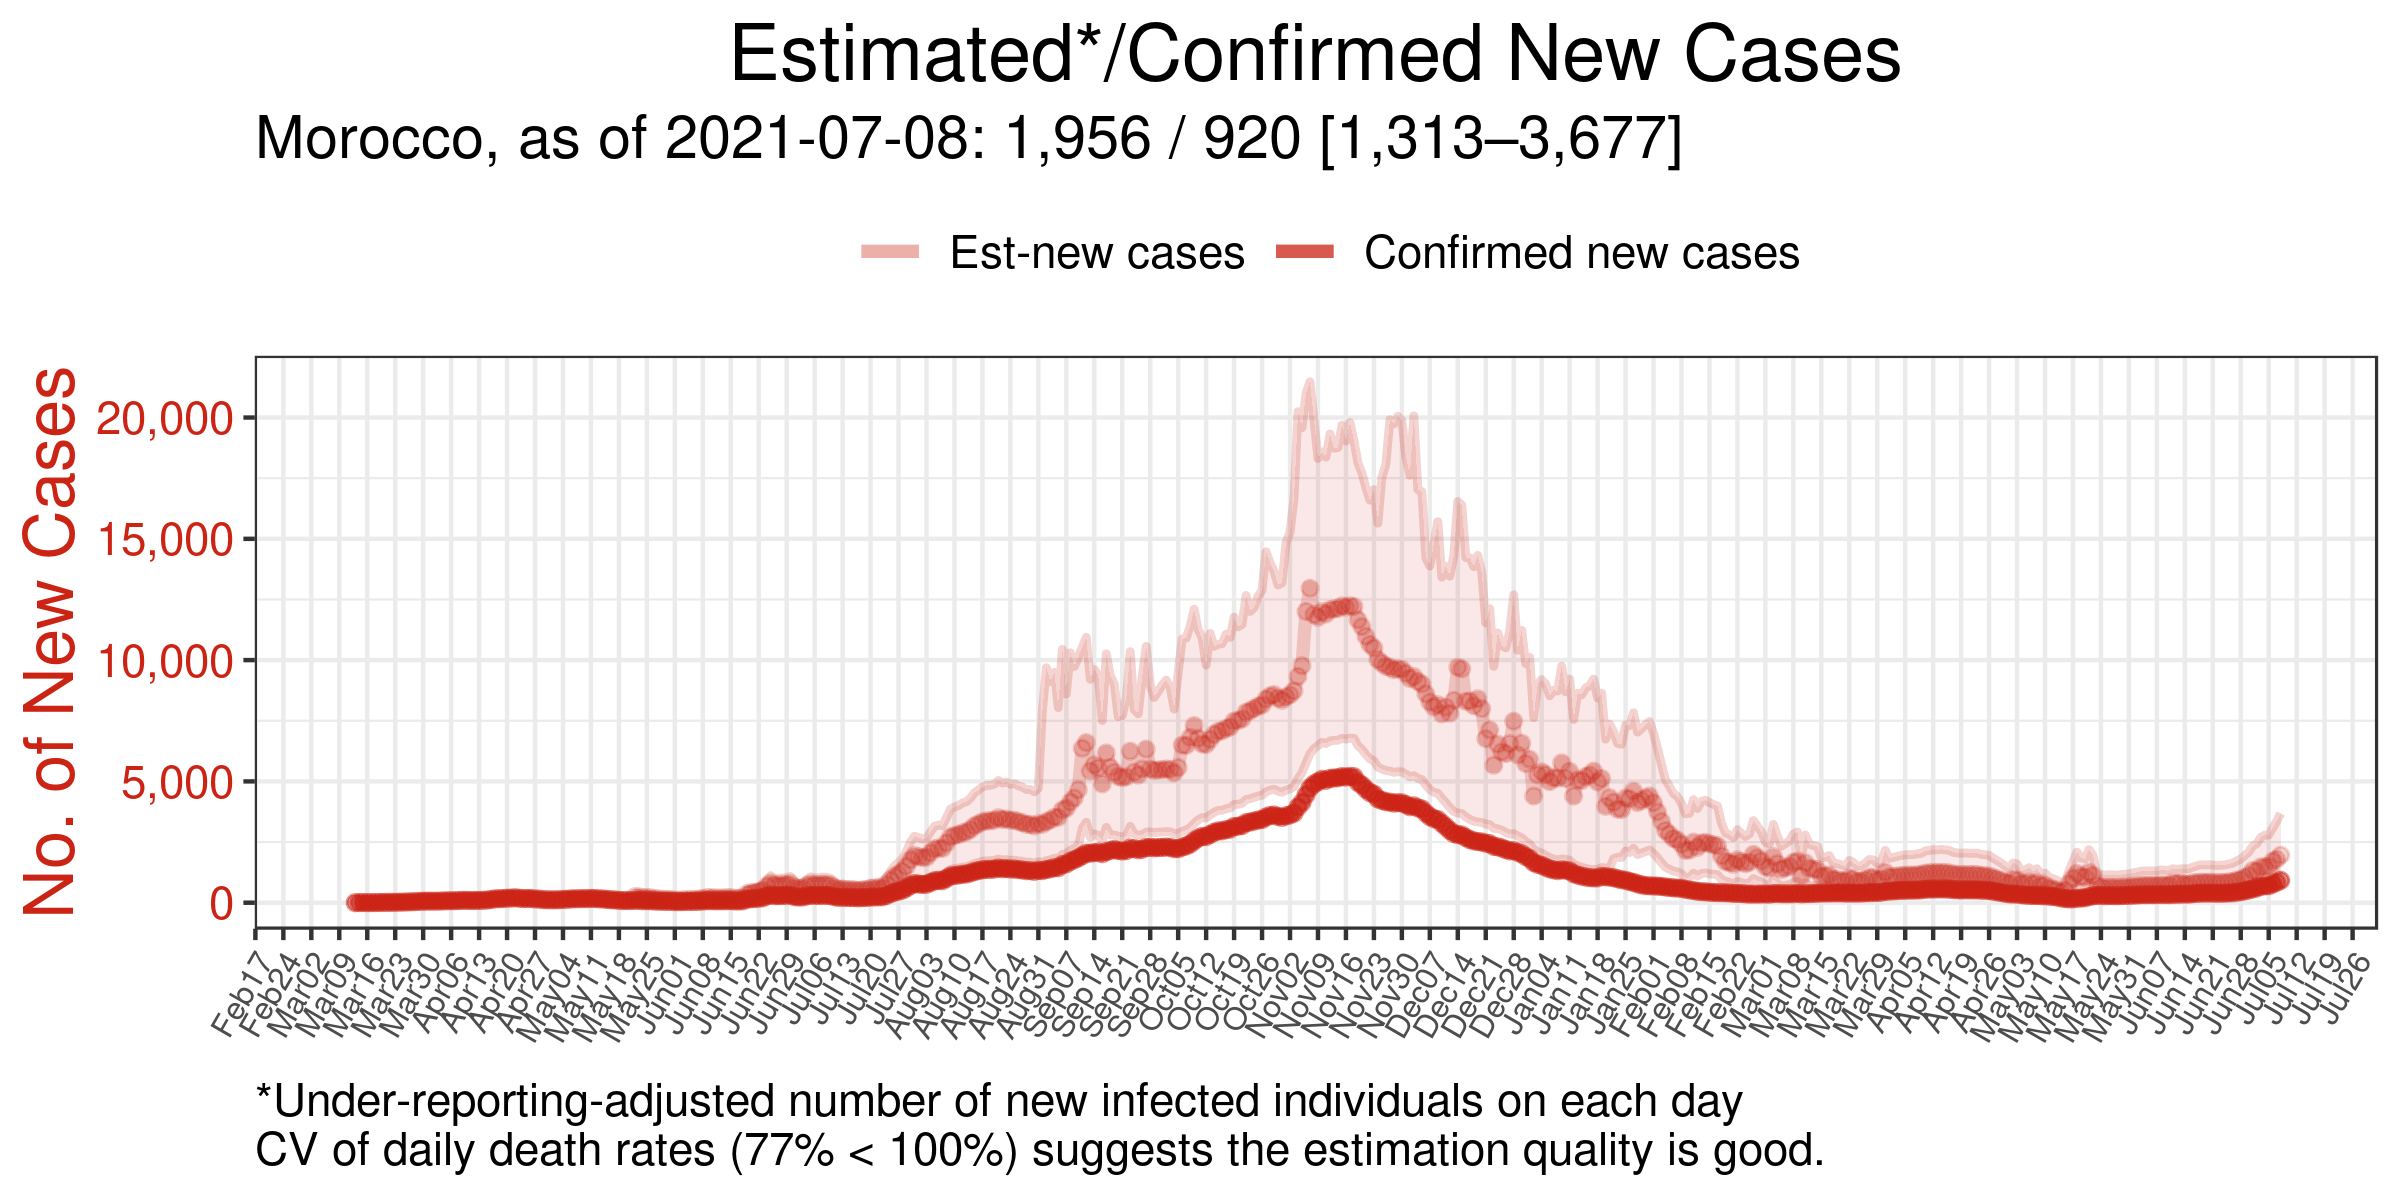 Estimated*/Confirmed New Cases
Morocco, as of 2021-07-08: 1,956 / 920 [1,313–3,677]
Est-new cases
Confirmed new cases
No. of New Cases
20,000
15,000
10,000
5,000
0
Feb17
Feb24
Mar02
Mar09
Mar16
Mar23
Mar30
Apr06
Apr13
Apr20
Apr27
May04
May11
May18
May25
Jun01
Jun08
Jun15
Jun22
Jun29
Jul06
Jul13
Jul20
Jul27
Aug03
Aug10
Aug17
Aug24
Aug31
Sep07
Sep14
Sep21
Sep28
Oct05
Oct12
Oct19
Oct26
Nov02
Nov09
Nov16
Nov23
Nov30
Dec07
Dec14
Dec21
Dec28
Jan04
Jan11
Jan18
Jan25
Feb01
Feb08
Feb15
Feb22
Mar01
Mar08
Mar15
Mar22
Mar29
Apr05
Apr12
Apr19
Apr26
May03
May10
May17
May24
May31
Jun07
Jun14
Jun21
Jun28
Jul05
Jul12
Jul19
Jul26
*Under-reporting-adjusted number of new infected individuals on each day
CV of daily death rates (77% < 100%) suggests the estimation quality is good.